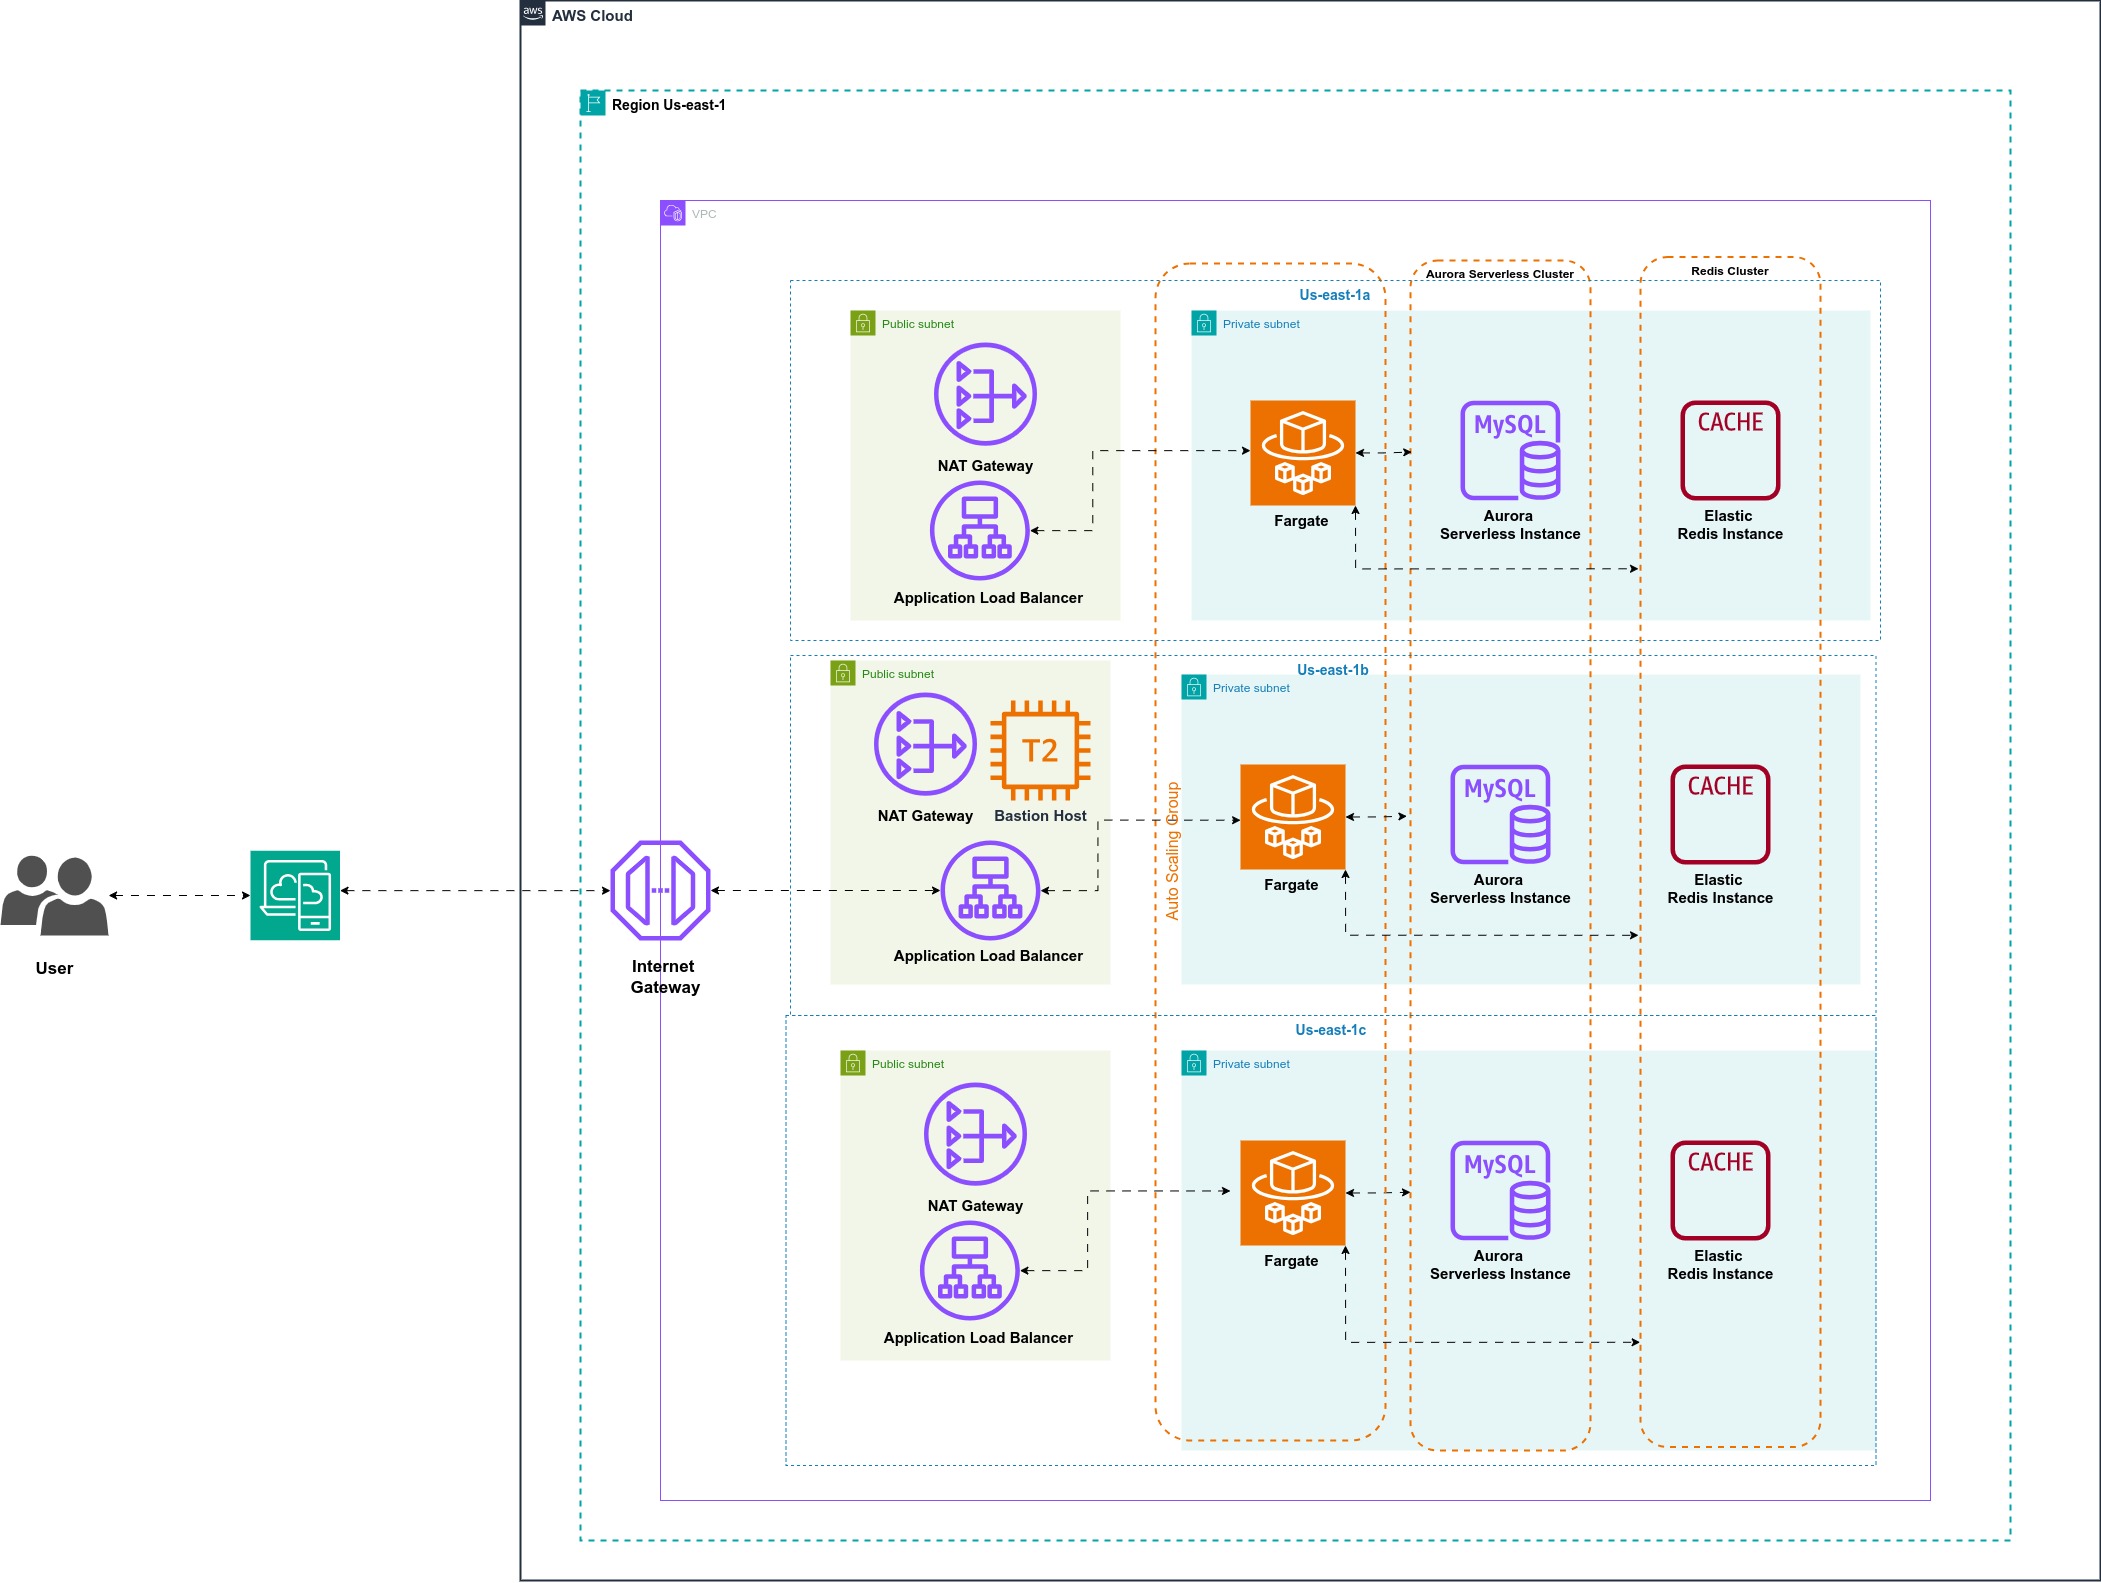 aws
AWS Cloud
Region Us-east-1
VPC
Aurora Serverless Cluster
Redis Cluster
Us-east-1a
Public subnet
Private subnet
NAT Gateway
Application Load Balancer
Fargate
MySQL
Aurora
Serverless Instance
CACHE
Elastic
Redis Instance
Us-east-1b
Public subnet
Private subnet
NAT Gateway
T2
Bastion Host
Application Load Balancer
Auto Scaling Group
Fargate
MySQL
Aurora
Serverless Instance
CACHE
Elastic
Redis Instance
User
Internet
Gateway
Us-east-1c
Public subnet
Private subnet
NAT Gateway
Application Load Balancer
Fargate
MySQL
Aurora
Serverless Instance
CACHE
Elastic
Redis Instance